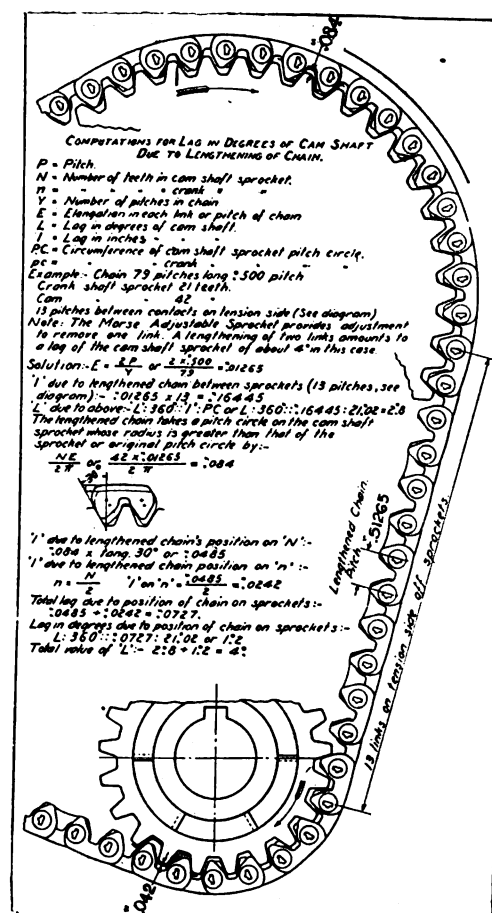 ".084
COMPUTATIONS FOR LAG IN DEGREES OF CAM SHAFT
DUE TO LENGTHENING OF CHAIN.
P = Pitch.
N = Number of teeth in cam shaft sprocket.
n = " " " " crank " "
Y = Number of pitches in chain
E = Elongation in each link or pitch of chain
L = Lag in degrees of cam shaft.
l = Lag in inches " " "
PC = Circumference of cam shaft sprocket pitch circle.
pc = " " crank " " " "
Example:- Chain 79 pitches long ".500 pitch
Crank shaft sprocket 21 teeth.
Cam " " 42 "
13 pitches between contacts on tension side (See diagram)
Note: The Morse Adjustable Sprocket provides adjustment
to remove one link. A lengthening of two links amounts to
a lag of the cam shaft sprocket of about 4° in this case.
Solution:- E = 2P/Y or 2 x .500/79 = ".01265
'l' due to lengthened chain between sprockets (13 pitches, see
diagram):- ".01265 x 13 = ".16445
'L' due to above:- L:360°::l:PC or L:360°::".16445:21.02 = 2.8
The lengthened chain takes a pitch circle on the cam shaft
sprocket whose radius is greater than that of the
sprocket or original pitch circle by:-
NE/2π or 42 x ".01265/2π = ".084
30°
'l' due to lengthened chain's position on 'N':-
".084 x tang. 30° or ".0485
'l' due to lengthened chain position on 'n':-
n = N/2 'l' on 'n' = ".0485/2 = ".0242
Total lag due to position of chain on sprockets:-
".0485 + ".0242 = ".0727.
Lag in degrees due to position of chain on sprockets:-
L:360°::".0727:21.02 or 1°.2
Total value of 'L':- 2°.8 + 1°.2 = 4°
Lengthened Chain.
Pitch = ".51265
13 links on tension side off sprockets.
".042